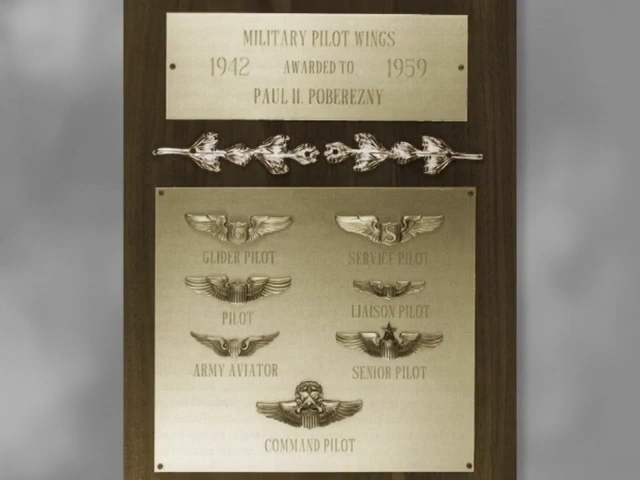 MILITARY PILOT WINGS
1942 AWARDED TO 1959
PAUL H. POBEREZNY
GLIDER PILOT
SERVICE PILOT
PILOT
LIAISON PILOT
ARMY AVIATOR
SENIOR PILOT
COMMAND PILOT